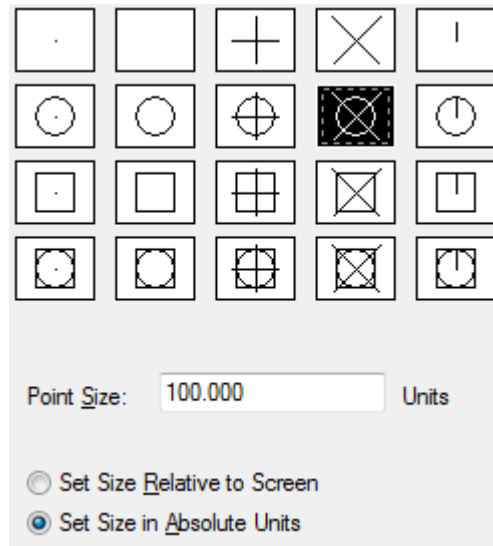 Point Size: 100.000 Units
Set Size Relative to Screen
Set Size in Absolute Units